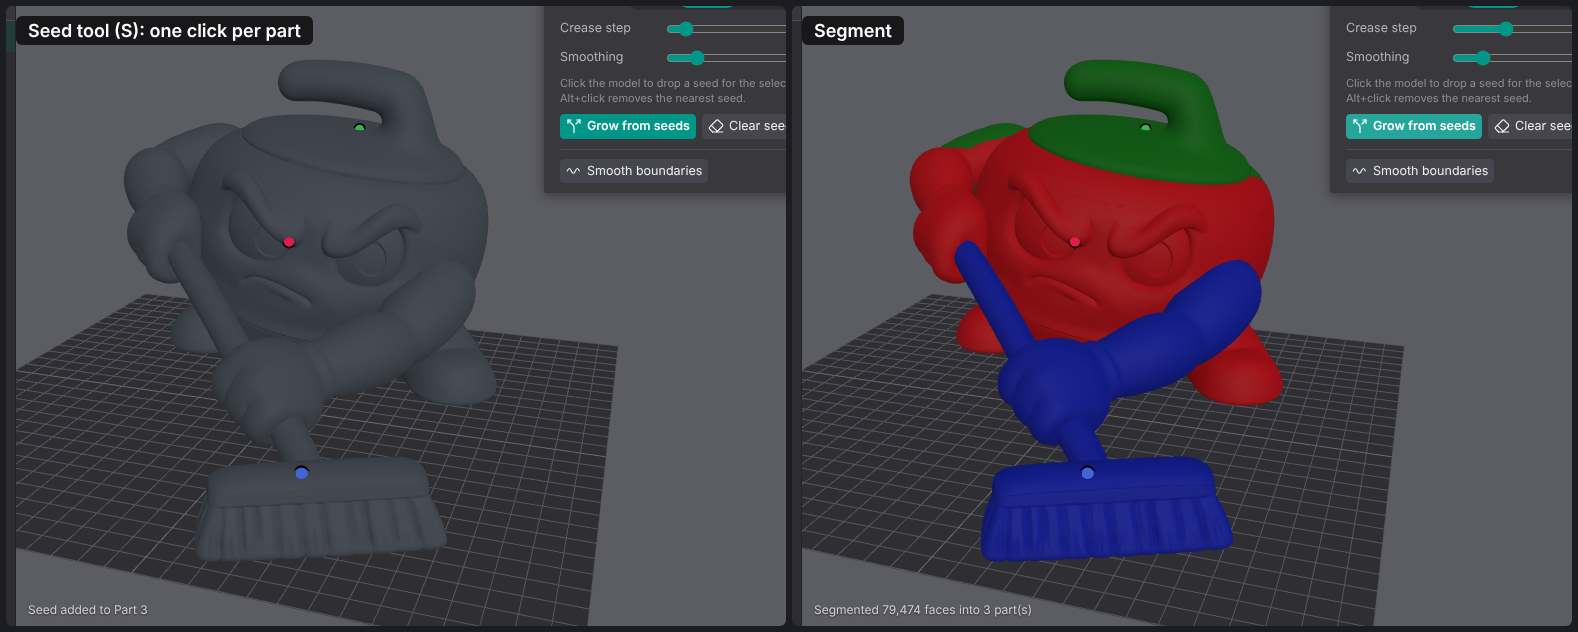 Seed tool (S): one click per part
Crease step
Smoothing
Click the model to drop a seed for the selec
Alt+click removes the nearest seed.
Grow from seeds
Clear see
Smooth boundaries
Seed added to Part 3
Segment
Crease step
Smoothing
Click the model to drop a seed for the selec
Alt+click removes the nearest seed.
Grow from seeds
Clear see
Smooth boundaries
Segmented 79,474 faces into 3 part(s)